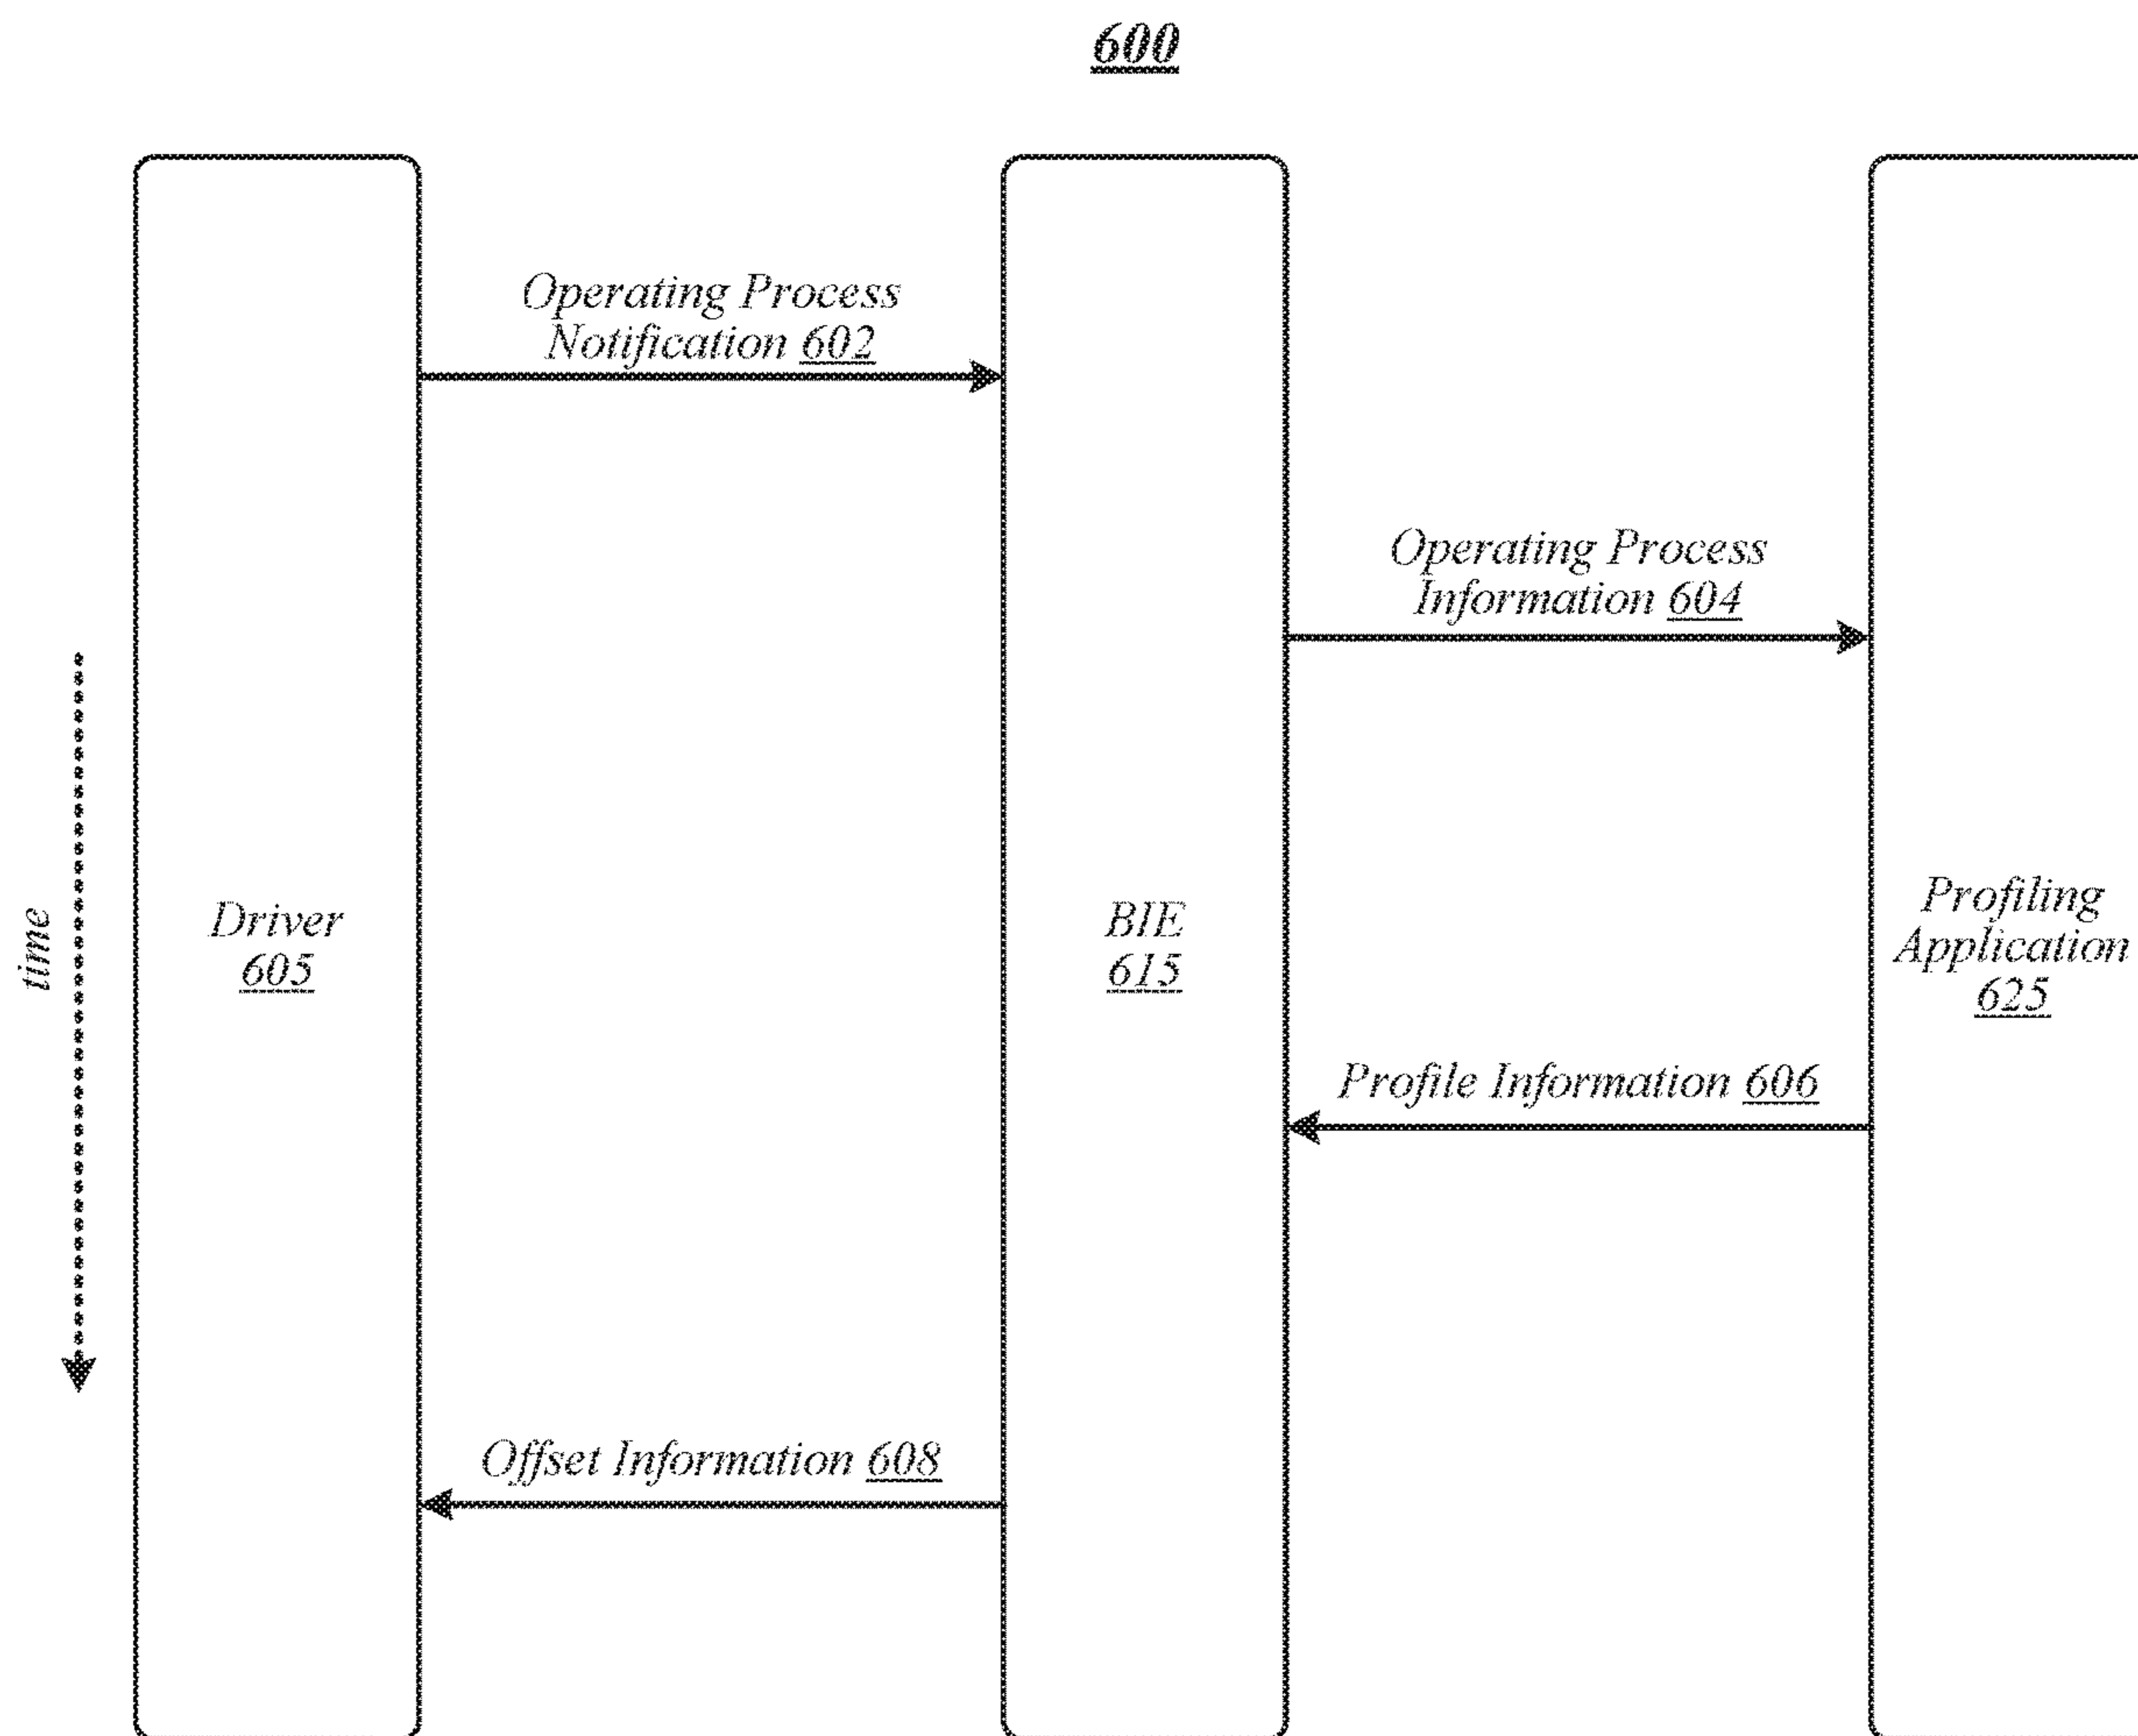 600
Operating Process
Notification 602
Operating Process
Information 604
time
Driver
605
BIE
615
Profiling
Application
625
Profile Information 606
Offset Information 608